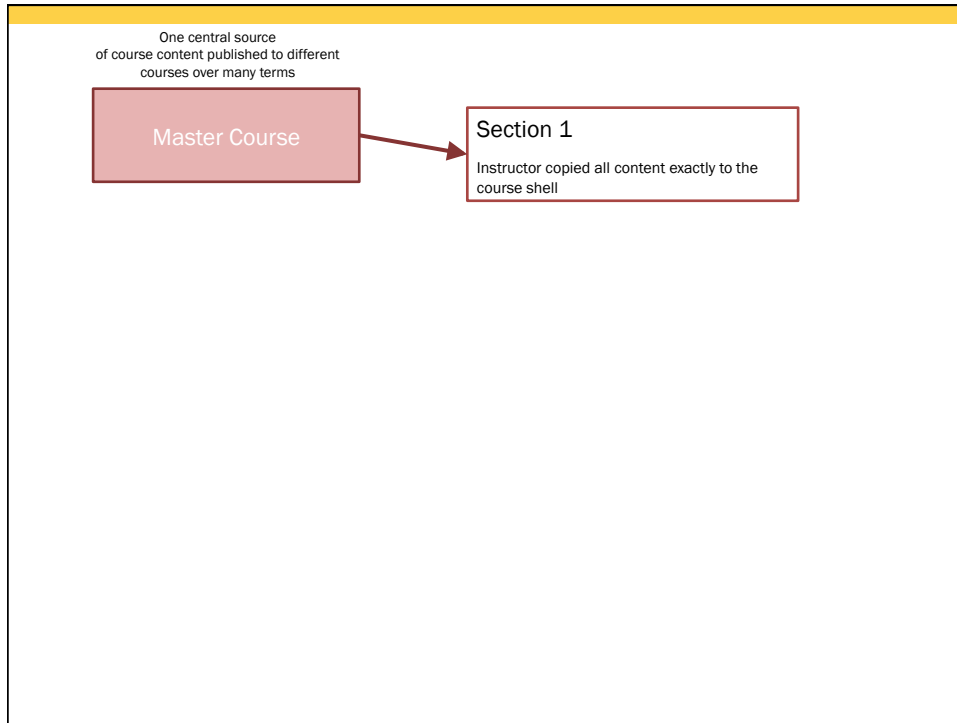 One central source
of course content published to different
courses over many terms
Master Course
Section 1
Instructor copied all content exactly to the
course shell